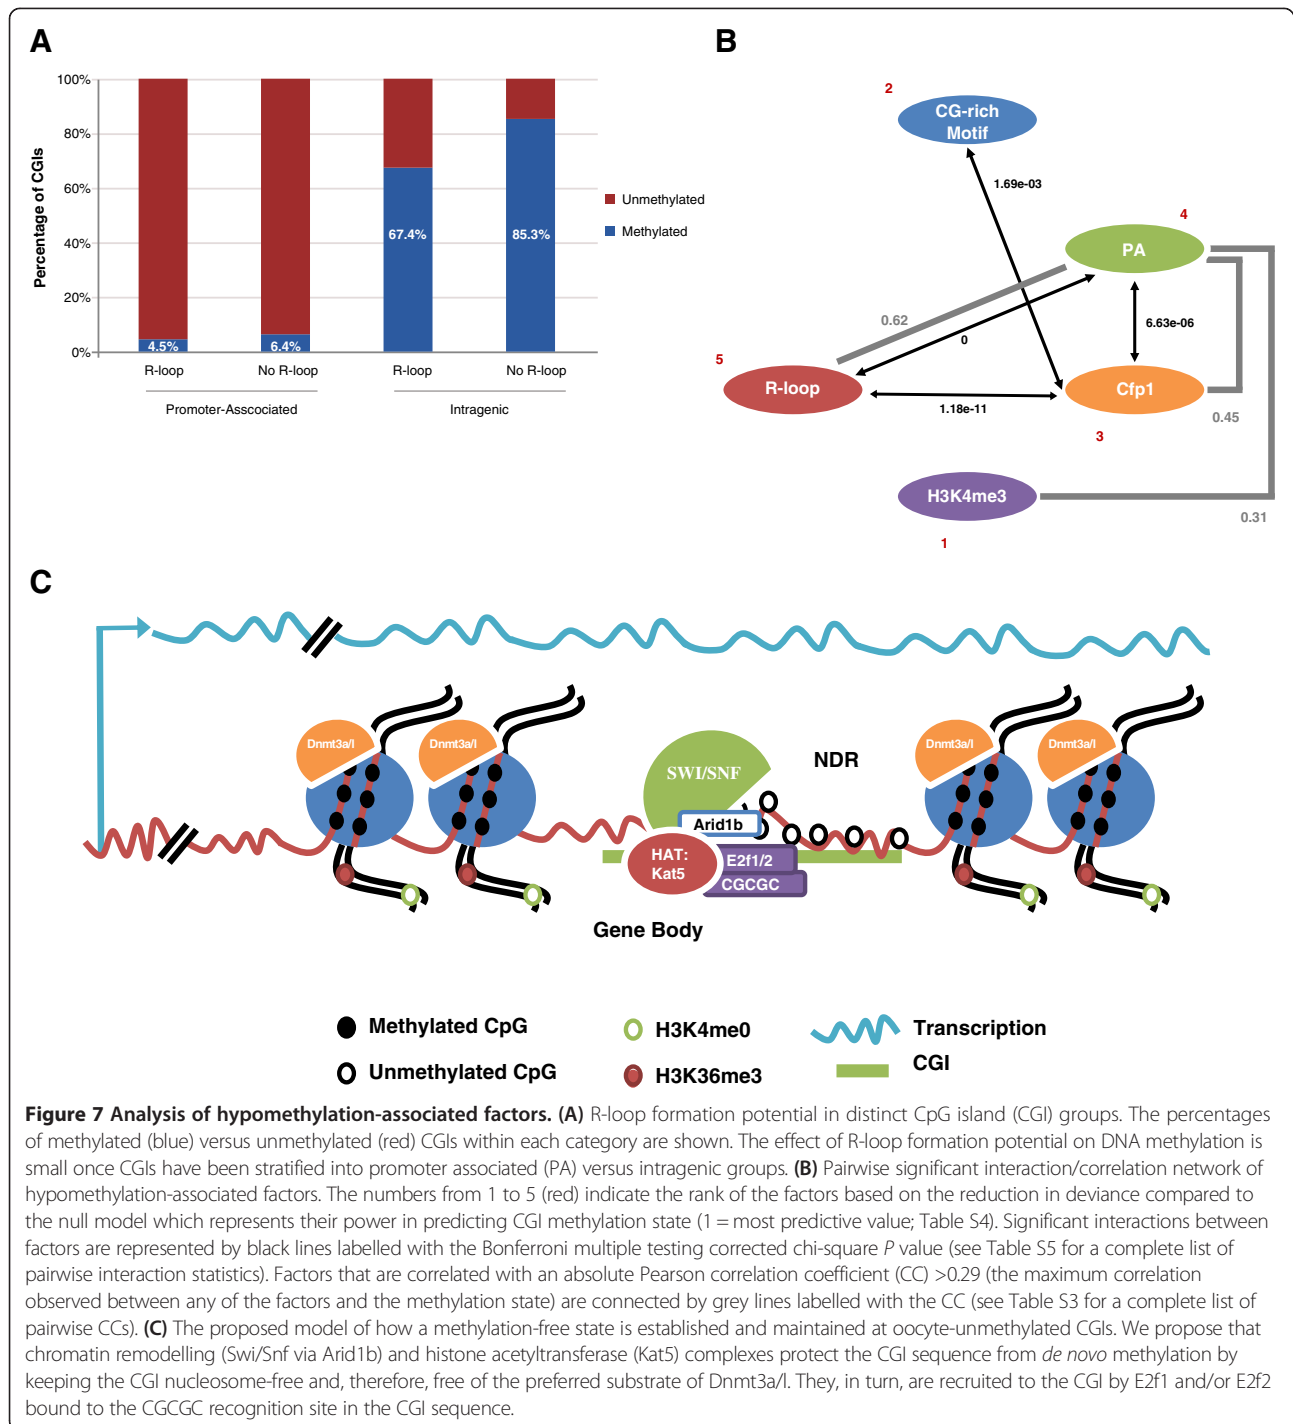 A
Percentage of CGIs
100%
80%
60%
40%
20%
0%
4.5%
6.4%
67.4%
85.3%
R-loop
No R-loop
R-loop
No R-loop
Promoter-Asscociated
Intragenic
Unmethylated
Methylated
B
2
CG-rich
Motif
1.69e-03
4
PA
0.62
0
6.63e-06
5
R-loop
1.18e-11
Cfp1
0.45
3
H3K4me3
0.31
1
C
Dnmt3a/l
Dnmt3a/l
SWI/SNF
NDR
Dnmt3a/l
Dnmt3a/l
Arid1b
HAT:
Kat5
E2f1/2
CGCGC
Gene Body
Methylated CpG
H3K4me0
Transcription
Unmethylated CpG
H3K36me3
CGI
Figure 7 Analysis of hypomethylation-associated factors. (A) R-loop formation potential in distinct CpG island (CGI) groups. The percentages
of methylated (blue) versus unmethylated (red) CGIs within each category are shown. The effect of R-loop formation potential on DNA methylation is
small once CGIs have been stratified into promoter associated (PA) versus intragenic groups. (B) Pairwise significant interaction/correlation network of
hypomethylation-associated factors. The numbers from 1 to 5 (red) indicate the rank of the factors based on the reduction in deviance compared to
the null model which represents their power in predicting CGI methylation state (1 = most predictive value; Table S4). Significant interactions between
factors are represented by black lines labelled with the Bonferroni multiple testing corrected chi-square P value (see Table S5 for a complete list of
pairwise interaction statistics). Factors that are correlated with an absolute Pearson correlation coefficient (CC) >0.29 (the maximum correlation
observed between any of the factors and the methylation state) are connected by grey lines labelled with the CC (see Table S3 for a complete list of
pairwise CCs). (C) The proposed model of how a methylation-free state is established and maintained at oocyte-unmethylated CGIs. We propose that
chromatin remodelling (Swi/Snf via Arid1b) and histone acetyltransferase (Kat5) complexes protect the CGI sequence from de novo methylation by
keeping the CGI nucleosome-free and, therefore, free of the preferred substrate of Dnmt3a/l. They, in turn, are recruited to the CGI by E2f1 and/or E2f2
bound to the CGCGC recognition site in the CGI sequence.